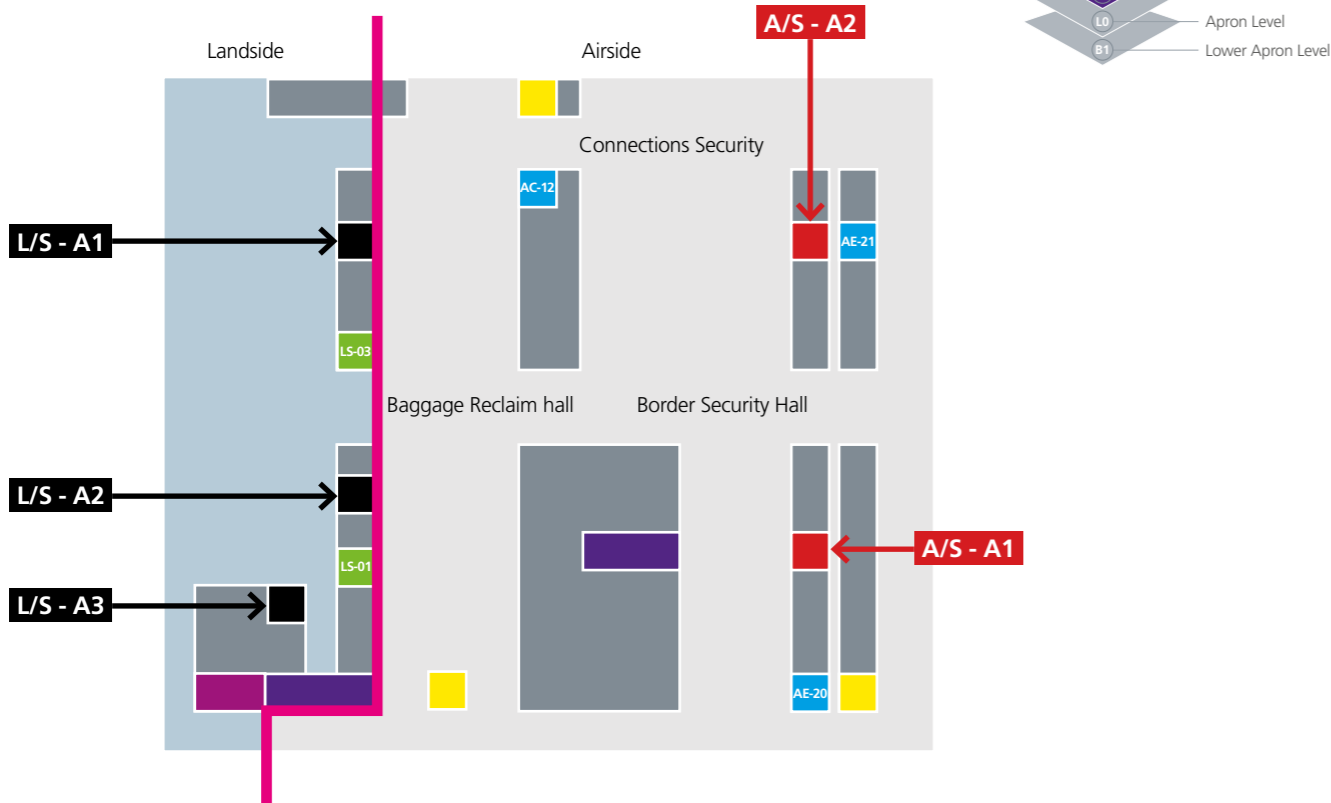 A/S - A2
L0
Apron Level
B1
Lower Apron Level
Landside
Airside
Connections Security
AC-12
L/S - A1
AE-21
LS-03
Baggage Reclaim hall
Border Security Hall
L/S - A2
A/S - A1
LS-01
L/S - A3
AE-20